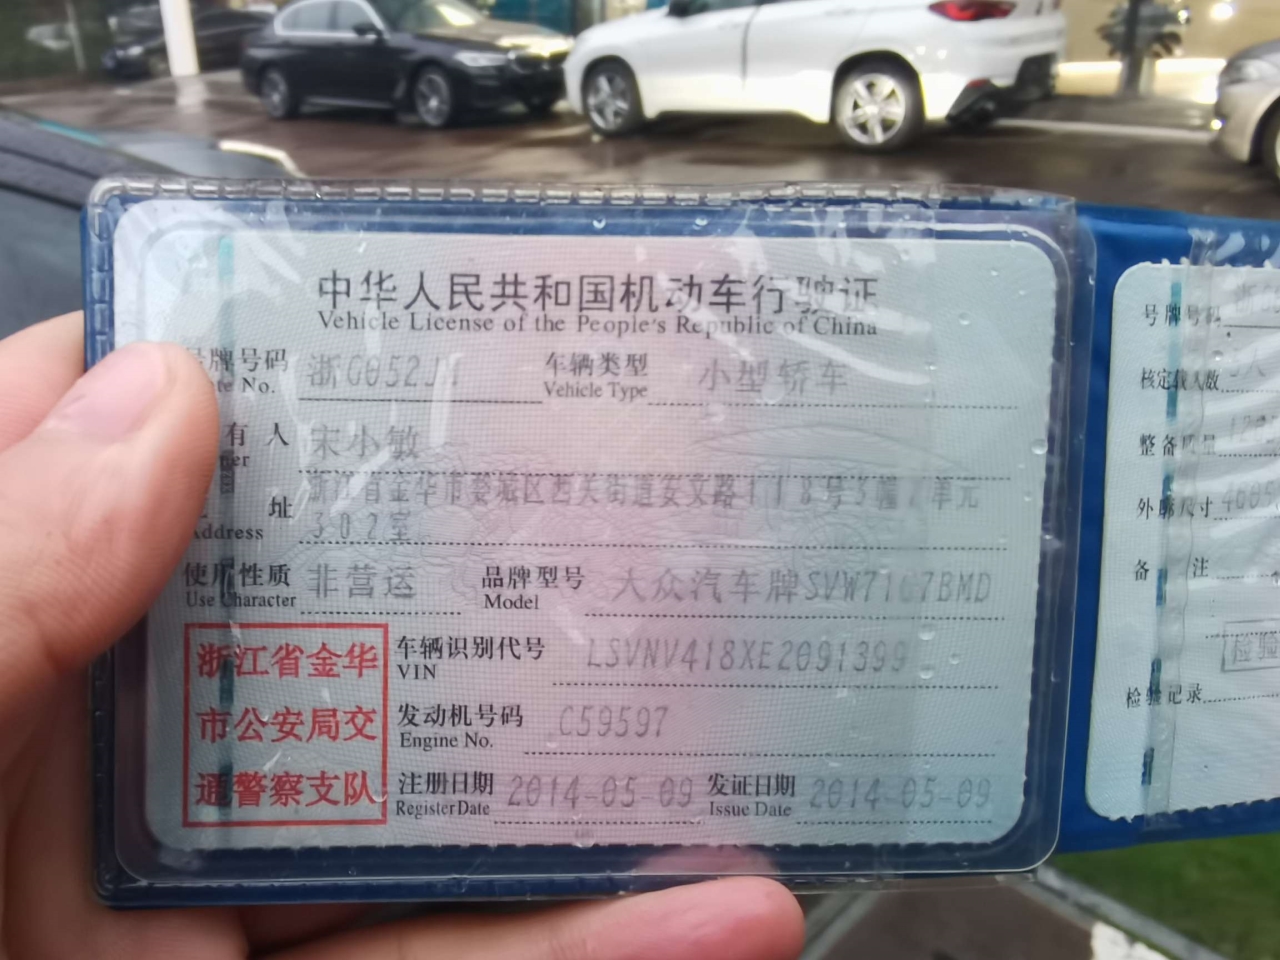 中华人民共和国机动车行驶证
Vehicle License of the People's Republic of China
牌号码 浙G052J 车辆类型 小型轿车
No. Vehicle Type
有人 宋小敏
址 浙江省金华市婺城区西关街道安文路118号3幢2单元
Address 302室
使用性质 非营运 品牌型号 大众汽车牌SVW7167BMD
Use Character Model
浙江省金华
市公安局交
通警察支队
车辆识别代号 LSVNV418XE2091399
VIN
发动机号码 C59597
Engine No.
注册日期 2014-05-09 发证日期 2014-05-09
Register Date Issue Date
号牌号码
核定载人数
整备质量
外廓尺寸
备 注
检验记录